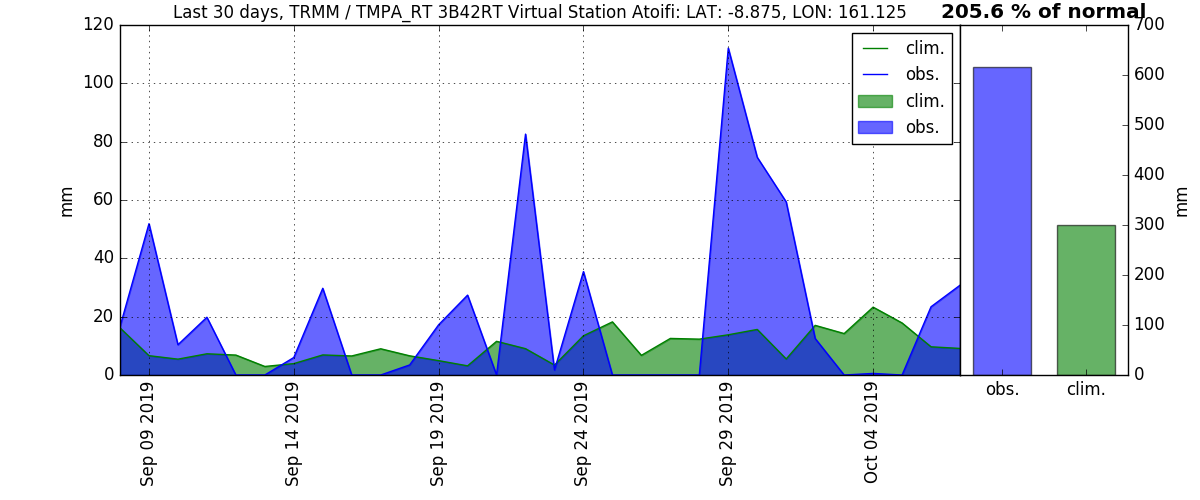 Last 30 days, TRMM / TMPA_RT 3B42RT Virtual Station Atoifi: LAT: -8.875, LON: 161.125
205.6 % of normal
120
100
80
60
40
20
0
mm
Sep 09 2019
Sep 14 2019
Sep 19 2019
Sep 24 2019
Sep 29 2019
Oct 04 2019
clim.
obs.
clim.
obs.
700
600
500
400
300
200
100
0
mm
obs.
clim.